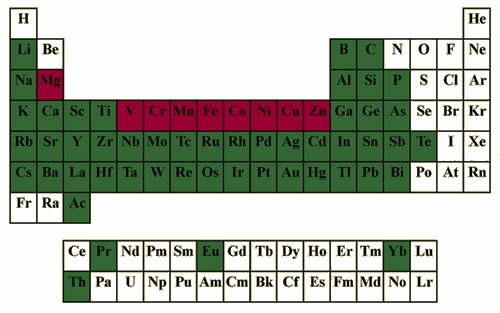 H He
Li Be B C N O F Ne
Na Mg Al Si P S Cl Ar
K Ca Sc Ti V Cr Mn Fe Co Ni Cu Zn Ga Ge As Se Br Kr
Rb Sr Y Zr Nb Mo Tc Ru Rh Pd Ag Cd In Sn Sb Te I Xe
Cs Ba La Hf Ta W Re Os Ir Pt Au Hg Tl Pb Bi Po At Rn
Fr Ra Ac
Ce Pr Nd Pm Sm Eu Gd Tb Dy Ho Er Tm Yb Lu
Th Pa U Np Pu Am Cm Bk Cf Es Fm Md No Lr